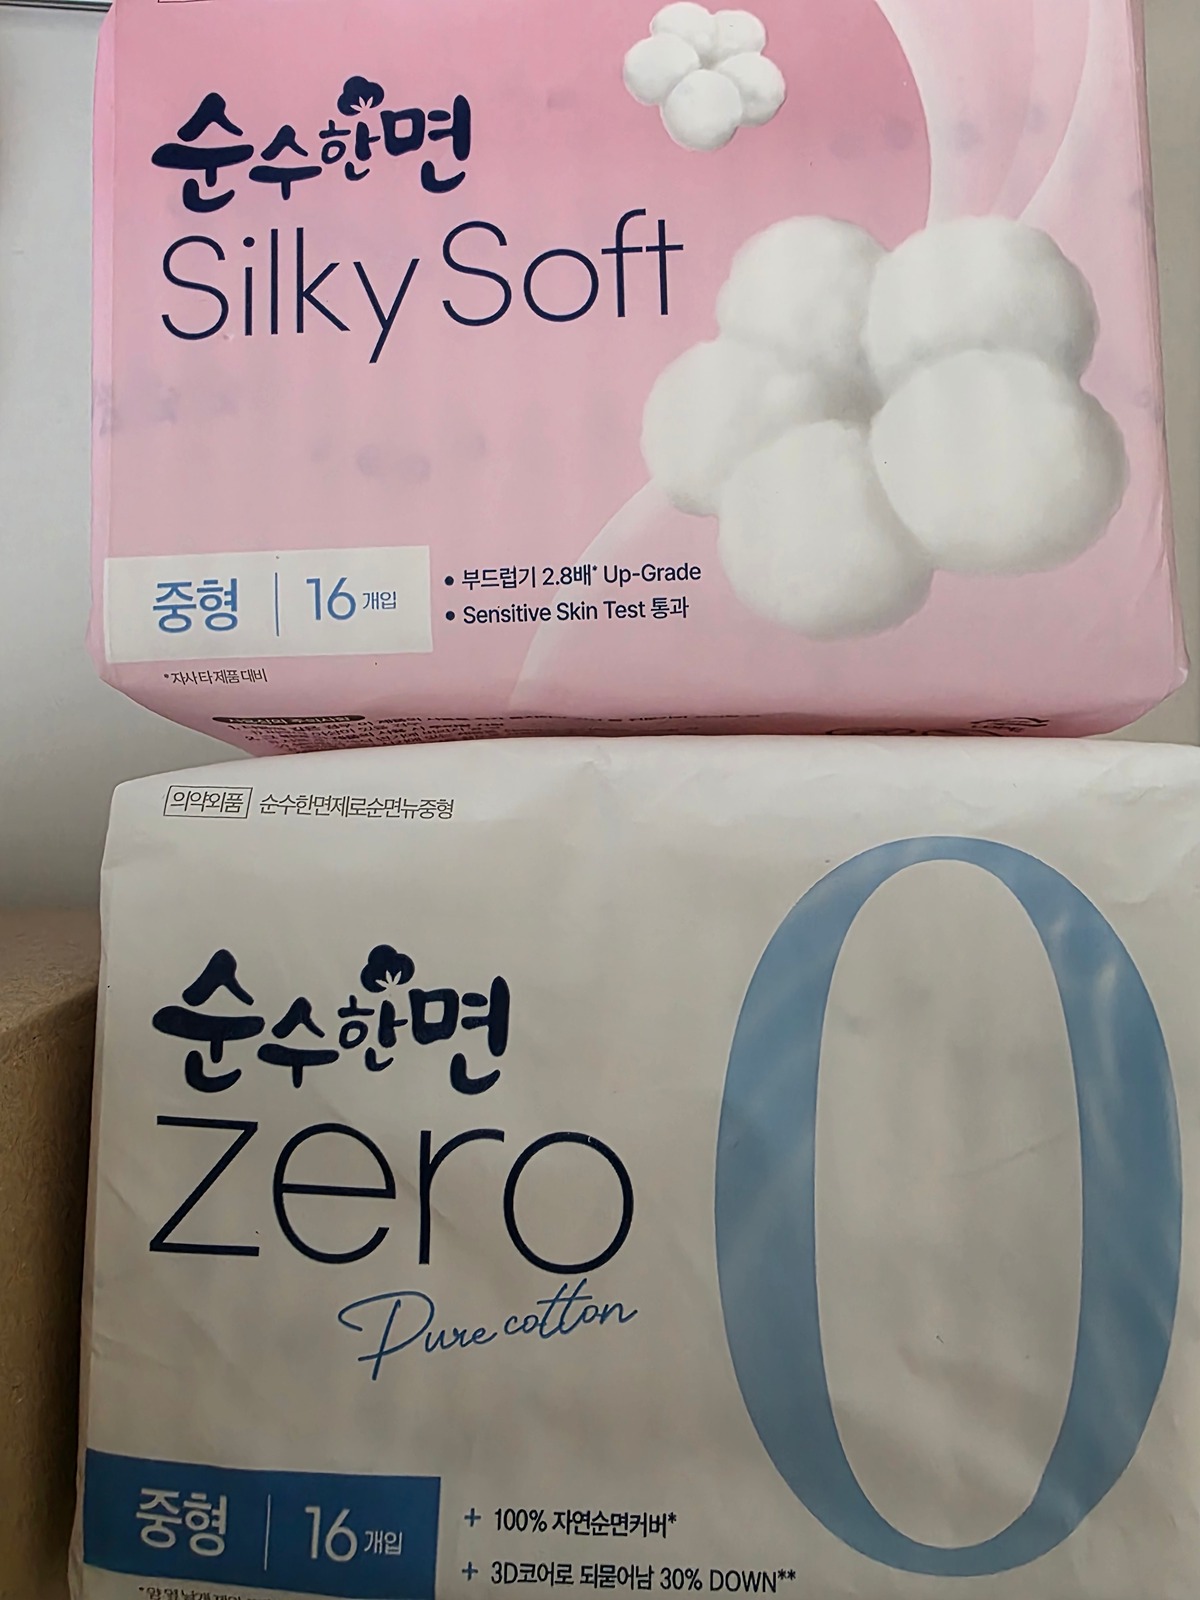 순수한면
Silky Soft
중형 | 16개입
• 부드럽기 2.8배* Up-Grade
• Sensitive Skin Test 통과
*자사 타제품 대비
의약외품 순수한면제로순면뉴중형
순수한면
zero
Pure cotton
0
중형 | 16개입
+ 100% 자연순면커버*
+ 3D코어로 되묻어남 30% DOWN**